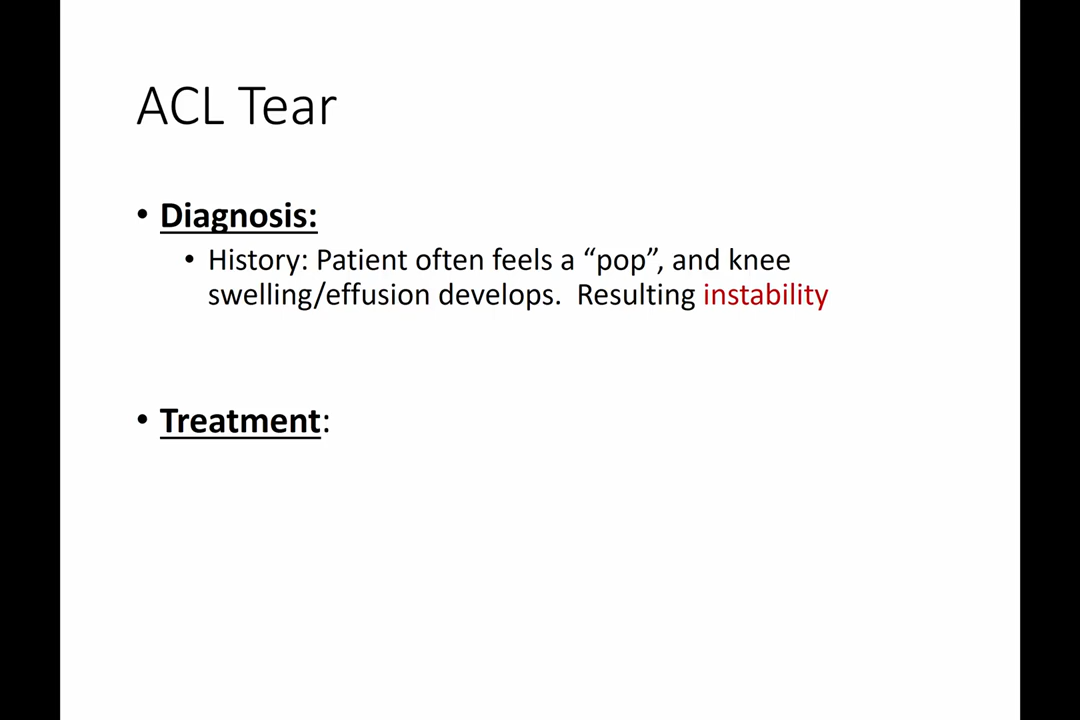 ACL Tear
• Diagnosis:
• History: Patient often feels a “pop”, and knee
swelling/effusion develops.  Resulting instability
• Treatment: